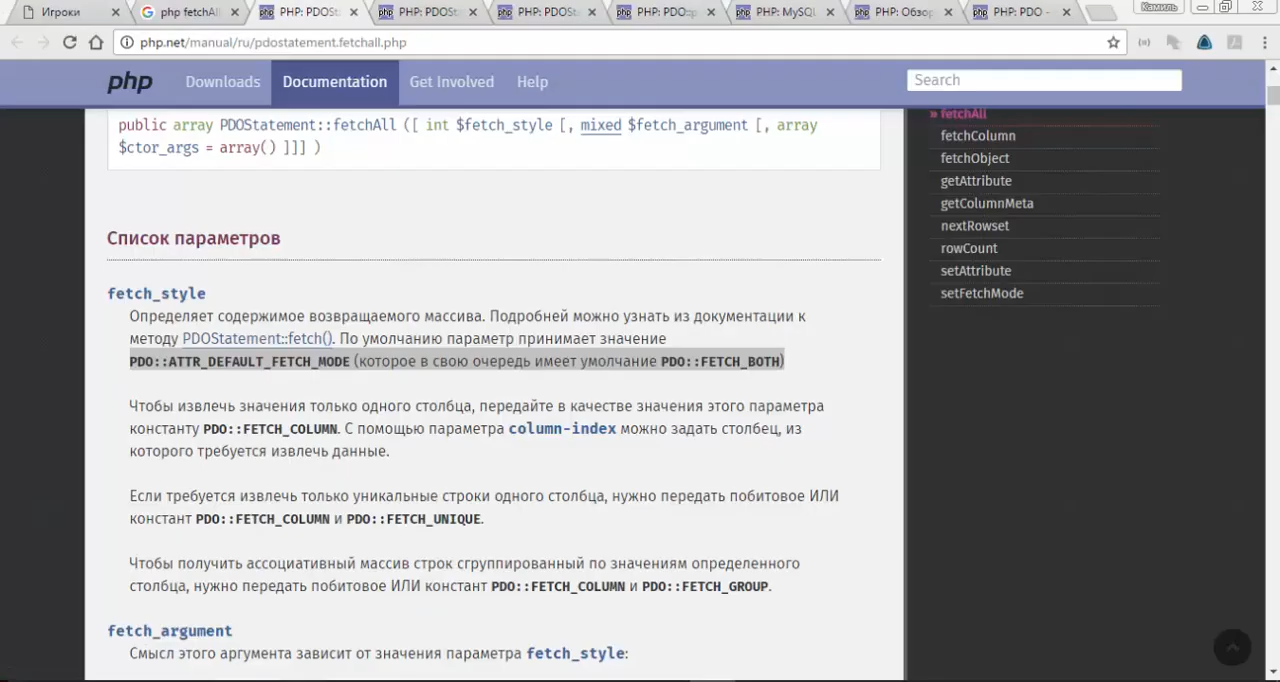 Игроки
php fetchAll
PHP: PDOSt
PHP: PDOSt
PHP: PDOSt
PHP: PDO::p
PHP: MySQL
PHP: Обзор
PHP: PDO -
Камиль
php.net/manual/ru/pdostatement.fetchall.php
php
Downloads
Documentation
Get Involved
Help
Search
public array PDOStatement::fetchAll ([ int $fetch_style [, mixed $fetch_argument [, array
$ctor_args = array() ]]] )
Список параметров
fetch_style
Определяет содержимое возвращаемого массива. Подробней можно узнать из документации к
методу PDOStatement::fetch(). По умолчанию параметр принимает значение
PDO::ATTR_DEFAULT_FETCH_MODE (которое в свою очередь имеет умолчание PDO::FETCH_BOTH)
Чтобы извлечь значения только одного столбца, передайте в качестве значения этого параметра
константу PDO::FETCH_COLUMN. С помощью параметра column-index можно задать столбец, из
которого требуется извлечь данные.
Если требуется извлечь только уникальные строки одного столбца, нужно передать побитовое ИЛИ
констант PDO::FETCH_COLUMN и PDO::FETCH_UNIQUE.
Чтобы получить ассоциативный массив строк сгруппированный по значениям определенного
столбца, нужно передать побитовое ИЛИ констант PDO::FETCH_COLUMN и PDO::FETCH_GROUP.
fetch_argument
Смысл этого аргумента зависит от значения параметра fetch_style:
» fetchAll
fetchColumn
fetchObject
getAttribute
getColumnMeta
nextRowset
rowCount
setAttribute
setFetchMode